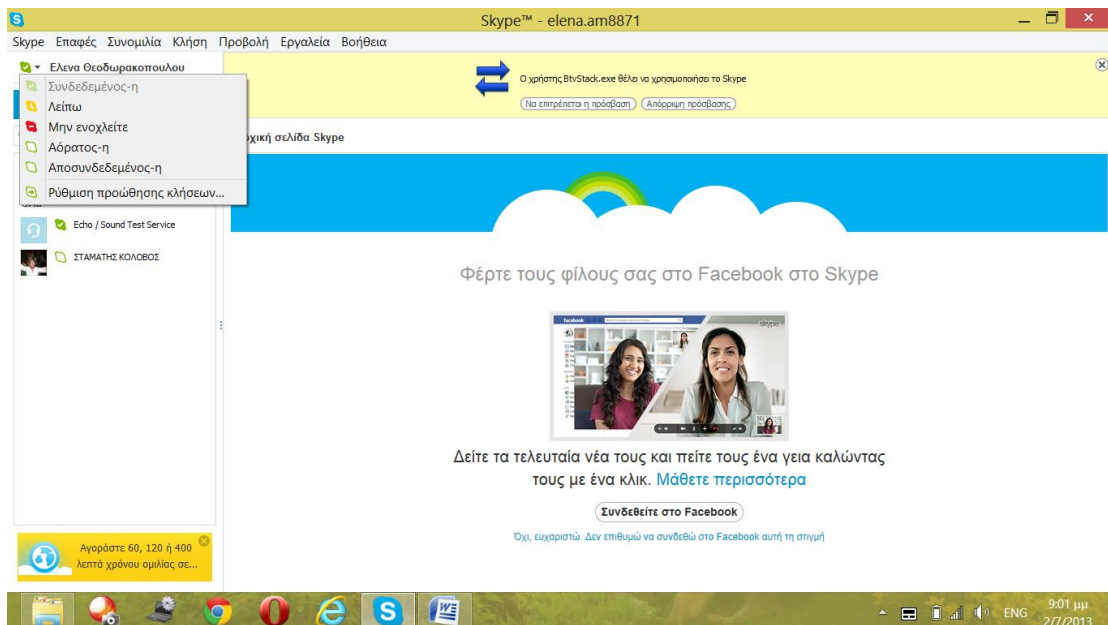 Skype™ - elena.am8871
Skype Επαφές Συνομιλία Κλήση Προβολή Εργαλεία Βοήθεια
Ελενα Θεοδωρακοπουλου
Συνδεδεμένος-η
Λείπω
Μην ενοχλείτε
Αόρατος-η
Αποσυνδεδεμένος-η
Ρύθμιση προώθησης κλήσεων...
Echo / Sound Test Service
ΣΤΑΜΑΤΗΣ ΚΟΛΟΒΟΣ
Αγοράστε 60, 120 ή 400
λεπτά χρόνου ομιλίας σε...
Ο χρήστης BtvStack.exe θέλει να χρησιμοποιήσει το Skype
Να επιτρέπεται η πρόσβαση Απόρριψη πρόσβασης
χική σελίδα Skype
Φέρτε τους φίλους σας στο Facebook στο Skype
facebook
skype
Δείτε τα τελευταία νέα τους και πείτε τους ένα γεια καλώντας
τους με ένα κλικ. Μάθετε περισσότερα
Συνδεθείτε στο Facebook
Όχι, ευχαριστώ. Δεν επιθυμώ να συνδεθώ στο Facebook αυτή τη στιγμή
ENG
9:01 μμ
2/7/2013